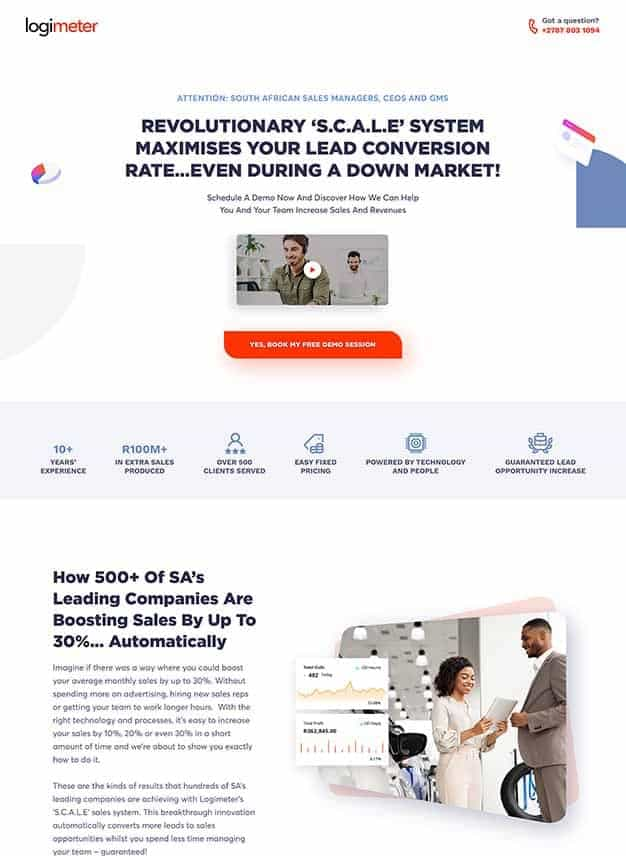 logimeter
Got a question?
+2787 803 1094
ATTENTION: SOUTH AFRICAN SALES MANAGERS, CEOS AND GMS
REVOLUTIONARY ‘S.C.A.L.E’ SYSTEM
MAXIMISES YOUR LEAD CONVERSION
RATE...EVEN DURING A DOWN MARKET!
Schedule A Demo Now And Discover How We Can Help
You And Your Team Increase Sales And Revenues
YES, BOOK MY FREE DEMO SESSION
10+
YEARS’
EXPERIENCE
R100M+
IN EXTRA SALES
PRODUCED
OVER 500
CLIENTS SERVED
EASY FIXED
PRICING
POWERED BY TECHNOLOGY
AND PEOPLE
GUARANTEED LEAD
OPPORTUNITY INCREASE
How 500+ Of SA’s
Leading Companies Are
Boosting Sales By Up To
30%... Automatically
Imagine if there was a way where you could boost
your average monthly sales by up to 30%. Without
spending more on advertising, hiring new sales reps
or getting your team to work longer hours.  With the
right technology and processes, it’s easy to increase
your sales by 10%, 20% or even 30% in a short
amount of time and we’re about to show you exactly
how to do it.
These are the kinds of results that hundreds of SA’s
leading companies are achieving with Logimeter’s
‘S.C.A.L.E’ sales system. This breakthrough innovation
automatically converts more leads to sales
opportunities whilst you spend less time managing
your team – guaranteed!
Total Calls
482 Today
Total Profit